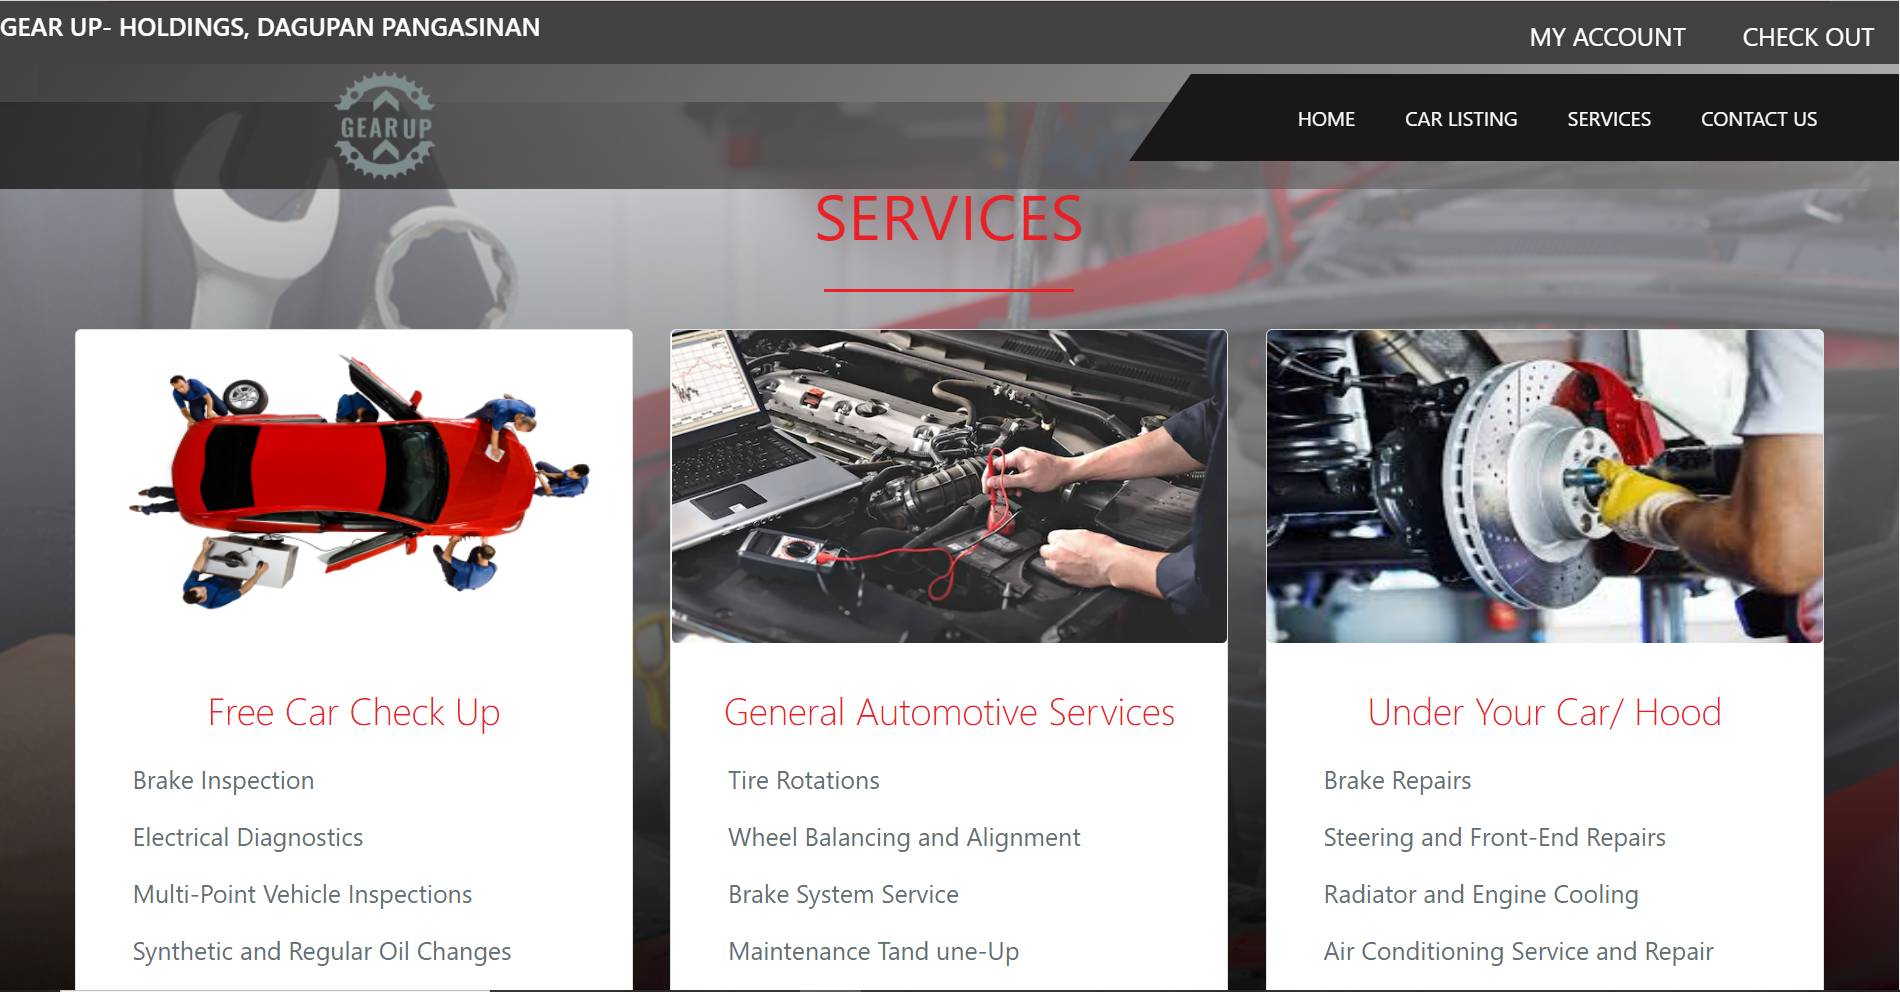 GEAR UP- HOLDINGS, DAGUPAN PANGASINAN
MY ACCOUNT CHECK OUT
GEAR UP
HOME CAR LISTING SERVICES CONTACT US
SERVICES
Free Car Check Up
Brake Inspection
Electrical Diagnostics
Multi-Point Vehicle Inspections
Synthetic and Regular Oil Changes
General Automotive Services
Tire Rotations
Wheel Balancing and Alignment
Brake System Service
Maintenance Tand une-Up
Under Your Car/ Hood
Brake Repairs
Steering and Front-End Repairs
Radiator and Engine Cooling
Air Conditioning Service and Repair